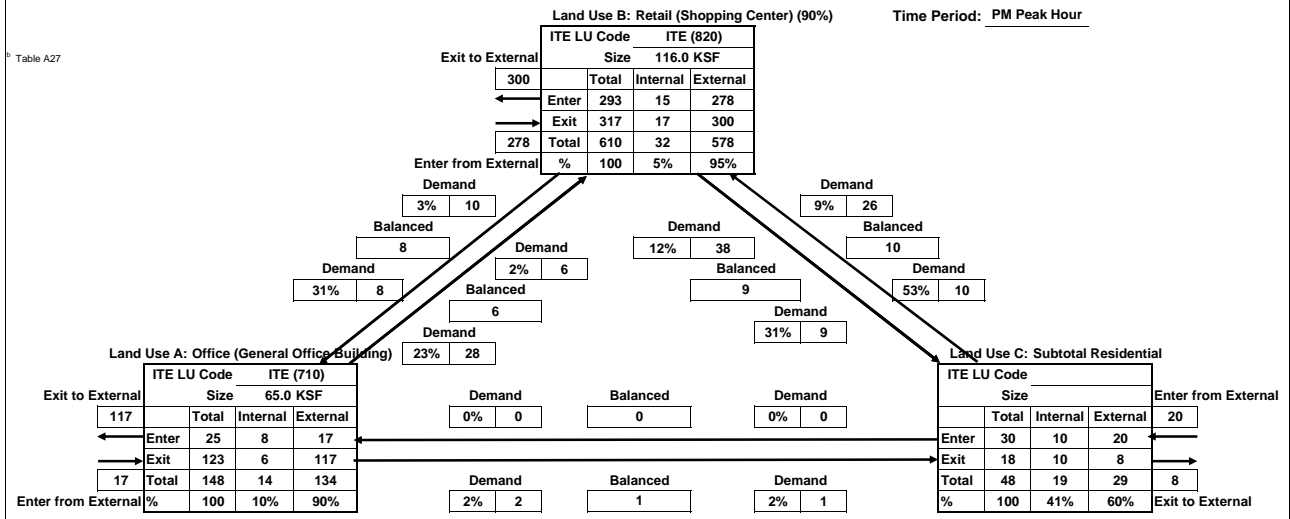 Land Use B: Retail (Shopping Center) (90%)
Time Period: PM Peak Hour
b Table A27
ITE LU Code ITE (820)
Exit to External Size 116.0 KSF
300 Total Internal External
Enter 293 15 278
Exit 317 17 300
278 Total 610 32 578
Enter from External % 100 5% 95%
Demand Demand
3% 10 9% 26
Balanced Demand Demand Balanced
8 2% 6 12% 38 10
Demand Balanced Balanced Demand
31% 8 6 9 53% 10
Demand Demand
23% 28 31% 9
Land Use A: Office (General Office Building) Land Use C: Subtotal Residential
ITE LU Code ITE (710) ITE LU Code
Exit to External Size 65.0 KSF Demand Balanced Demand Size Enter from External
117 Total Internal External 0% 0 0 0% 0 Total Internal External 20
Enter 25 8 17 Enter 30 10 20
Exit 123 6 117 Exit 18 10 8
17 Total 148 14 134 Demand Balanced Demand Total 48 19 29 8
Enter from External % 100 10% 90% 2% 2 1 2% 1 % 100 41% 60% Exit to External